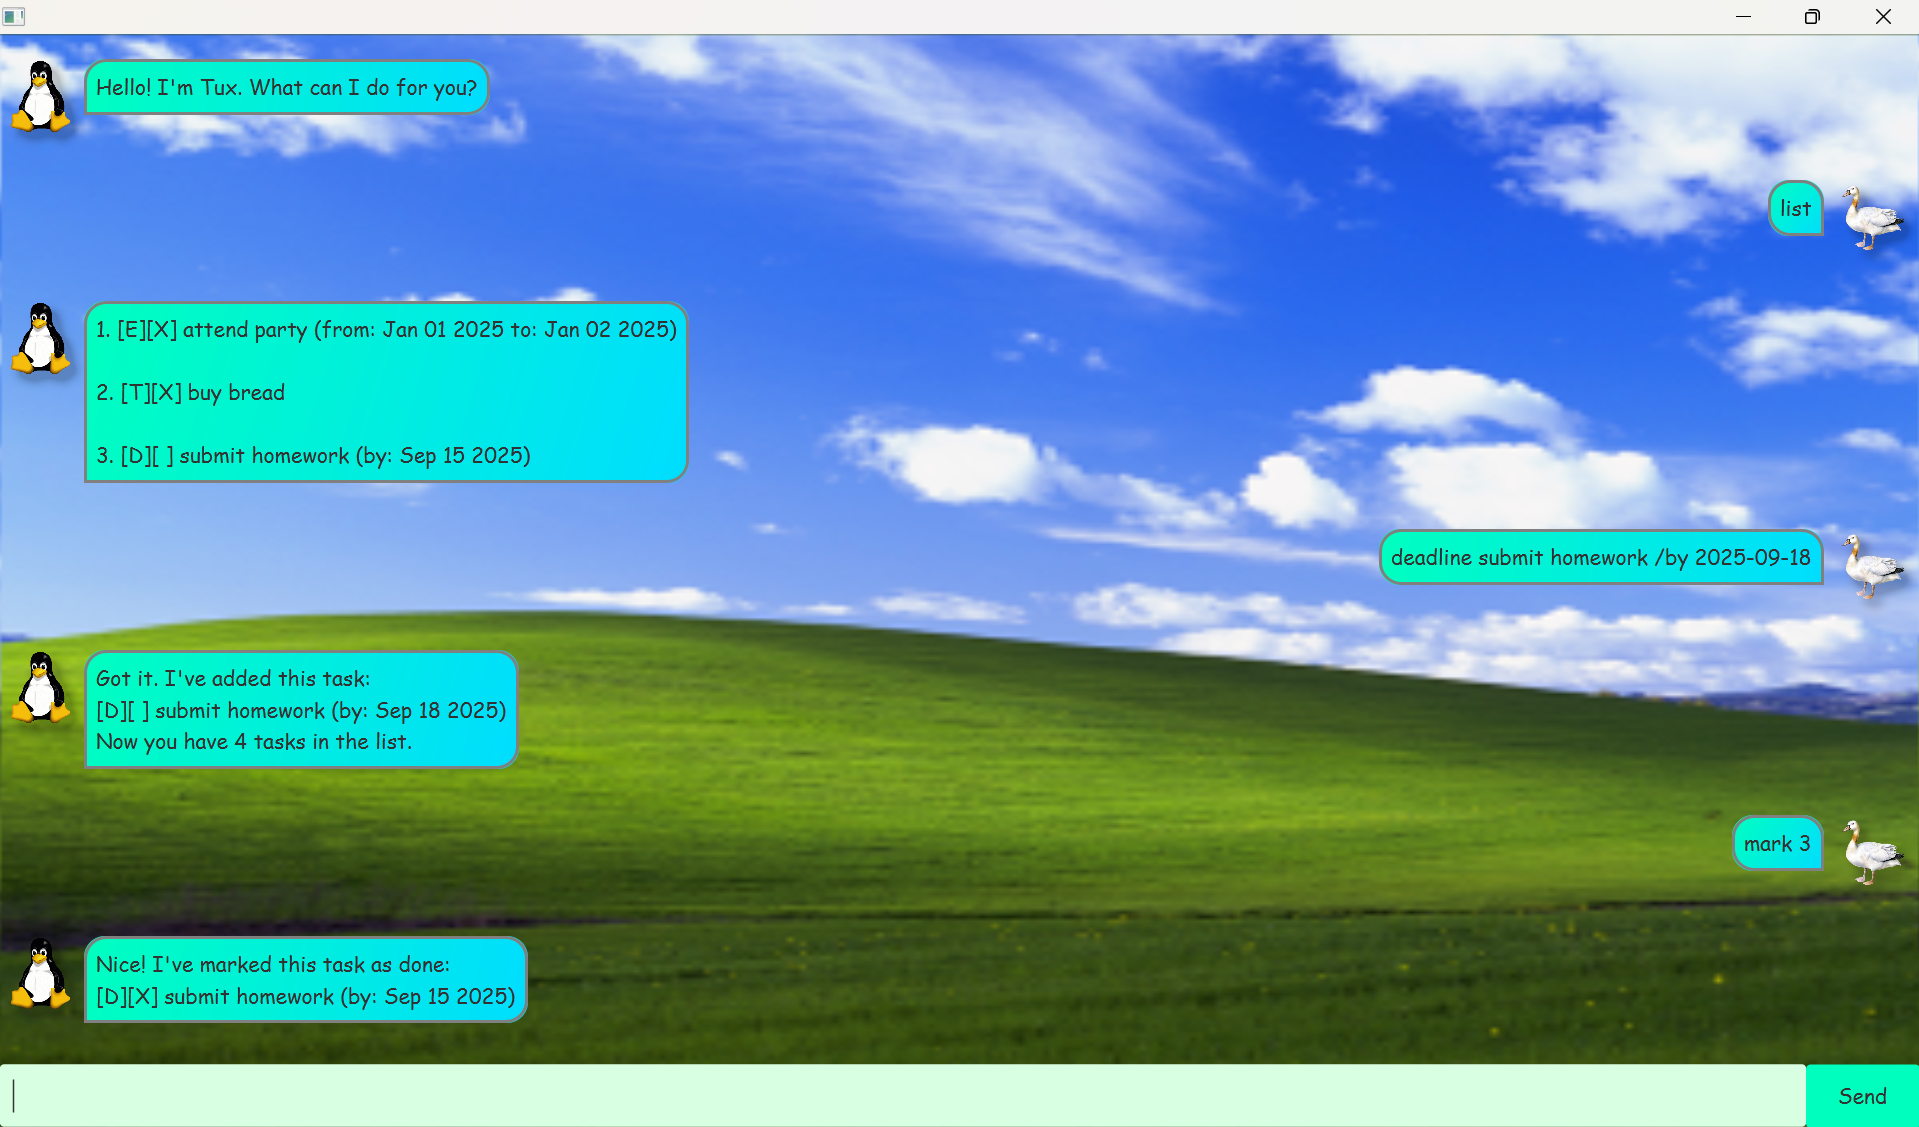 Hello! I'm Tux. What can I do for you?
list
1. [E][X] attend party (from: Jan 01 2025 to: Jan 02 2025)
2. [T][X] buy bread
3. [D][ ] submit homework (by: Sep 15 2025)
deadline submit homework /by 2025-09-18
Got it. I've added this task:
[D][ ] submit homework (by: Sep 18 2025)
Now you have 4 tasks in the list.
mark 3
Nice! I've marked this task as done:
[D][X] submit homework (by: Sep 15 2025)
Send